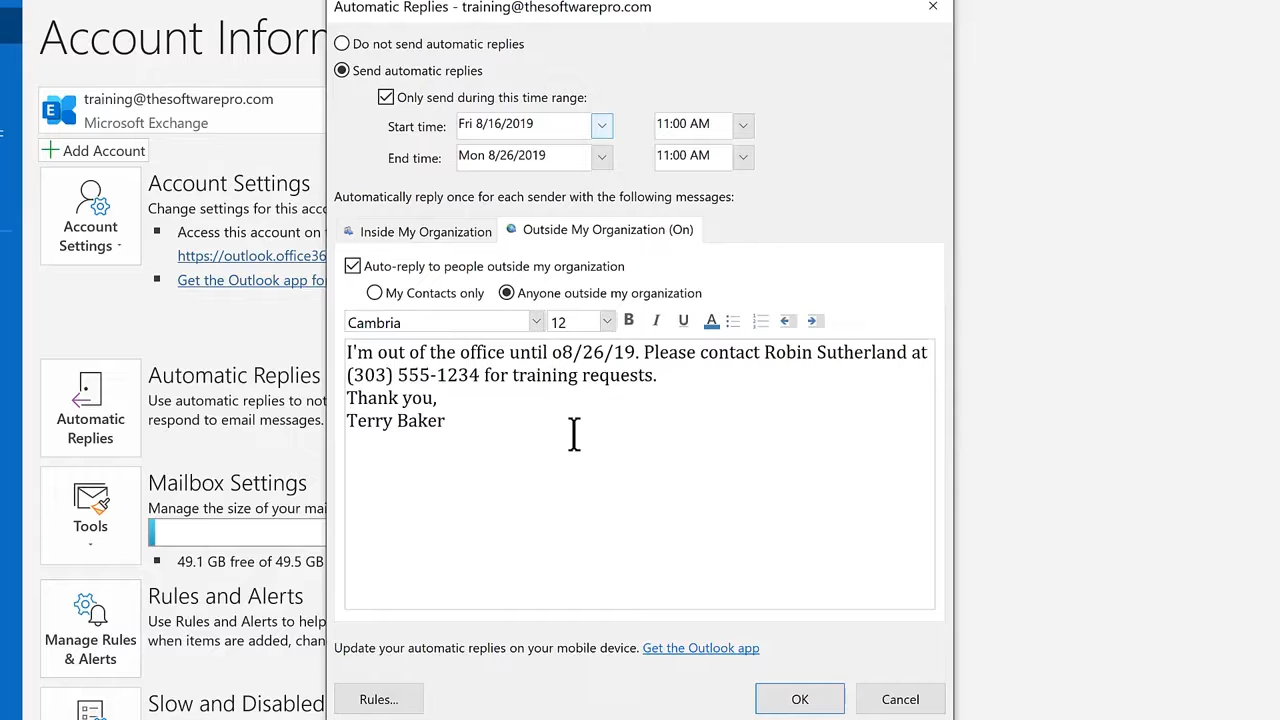 Account Inforr
training@thesoftwarepro.com
Microsoft Exchange
Add Account
Account Settings
Account Settings
Change settings for this acco
Access this account on
https://outlook.office36
Get the Outlook app fo
Automatic Replies
Automatic Replies
Use automatic replies to not
respond to email messages.
Tools
Mailbox Settings
Manage the size of your mai
49.1 GB free of 49.5 GB
Manage Rules & Alerts
Rules and Alerts
Use Rules and Alerts to help
when items are added, chan
Slow and Disabled
Automatic Replies - training@thesoftwarepro.com
Do not send automatic replies
Send automatic replies
Only send during this time range:
Start time: Fri 8/16/2019 11:00 AM
End time: Mon 8/26/2019 11:00 AM
Automatically reply once for each sender with the following messages:
Inside My Organization Outside My Organization (On)
Auto-reply to people outside my organization
My Contacts only Anyone outside my organization
Cambria 12 B I U A
I'm out of the office until o8/26/19. Please contact Robin Sutherland at
(303) 555-1234 for training requests.
Thank you,
Terry Baker
Update your automatic replies on your mobile device. Get the Outlook app
Rules... OK Cancel